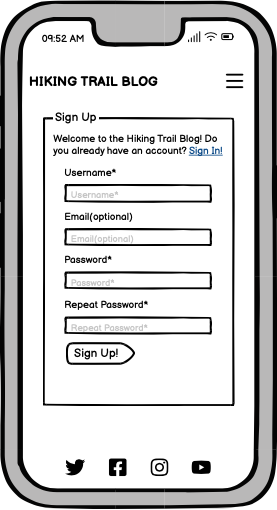 09:52 AM
HIKING TRAIL BLOG
Sign Up
Welcome to the Hiking Trail Blog! Do
you already have an account? Sign In!
Username*
Username*
Email(optional)
Email(optional)
Password*
Password*
Repeat Password*
Repeat Password*
Sign Up!